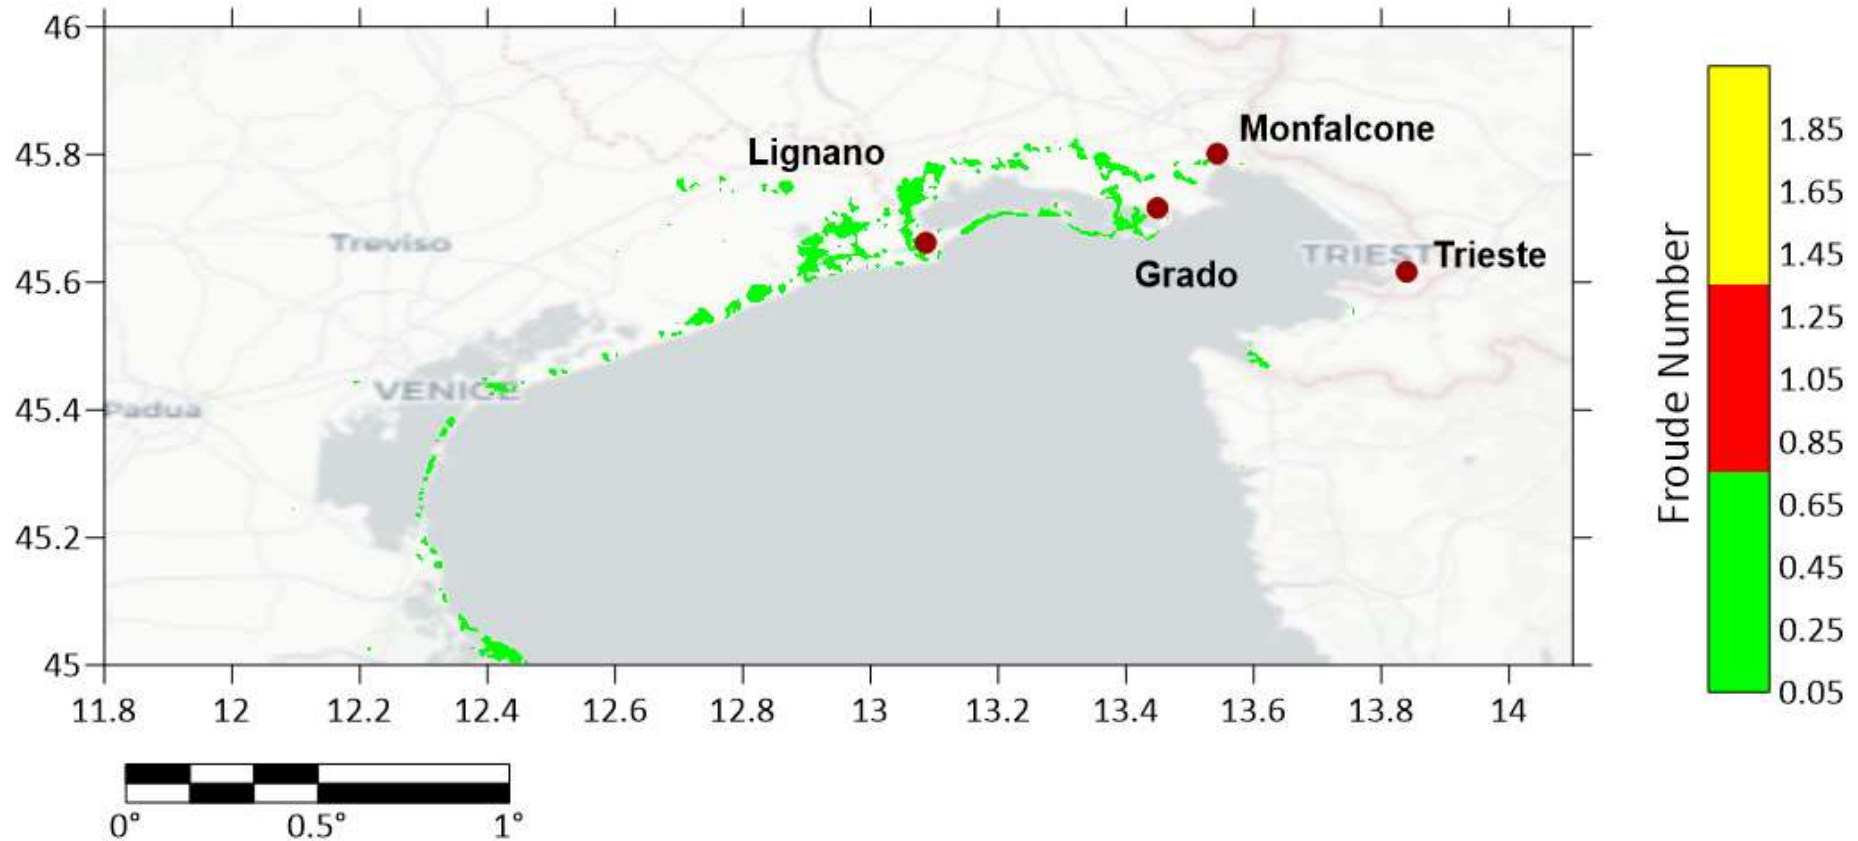 46
45.8
45.6
45.4
45.2
45
11.8 12 12.2 12.4 12.6 12.8 13 13.2 13.4 13.6 13.8 14
Monfalcone
Lignano
Treviso
TRIEST
Trieste
Grado
VENICE
Padua
0° 0.5° 1°
Froude Number
1.85
1.65
1.45
1.25
1.05
0.85
0.65
0.45
0.25
0.05